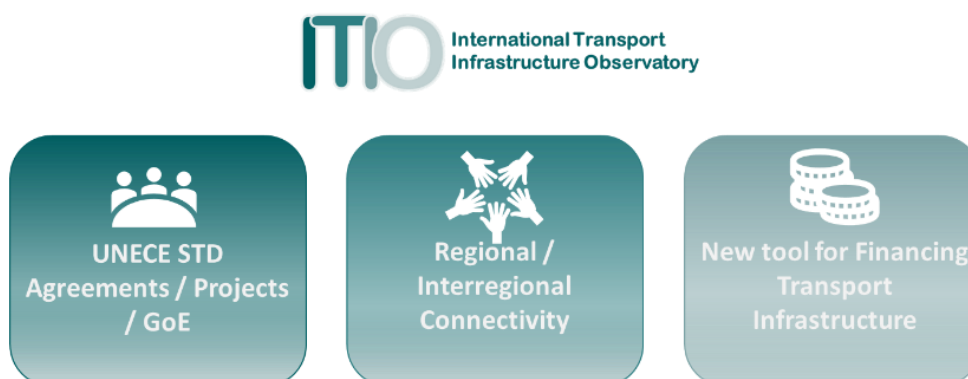 ITIO
International Transport
Infrastructure Observatory
UNECE STD
Agreements / Projects
/ GoE
Regional /
Interregional
Connectivity
New tool for Financing
Transport
Infrastructure